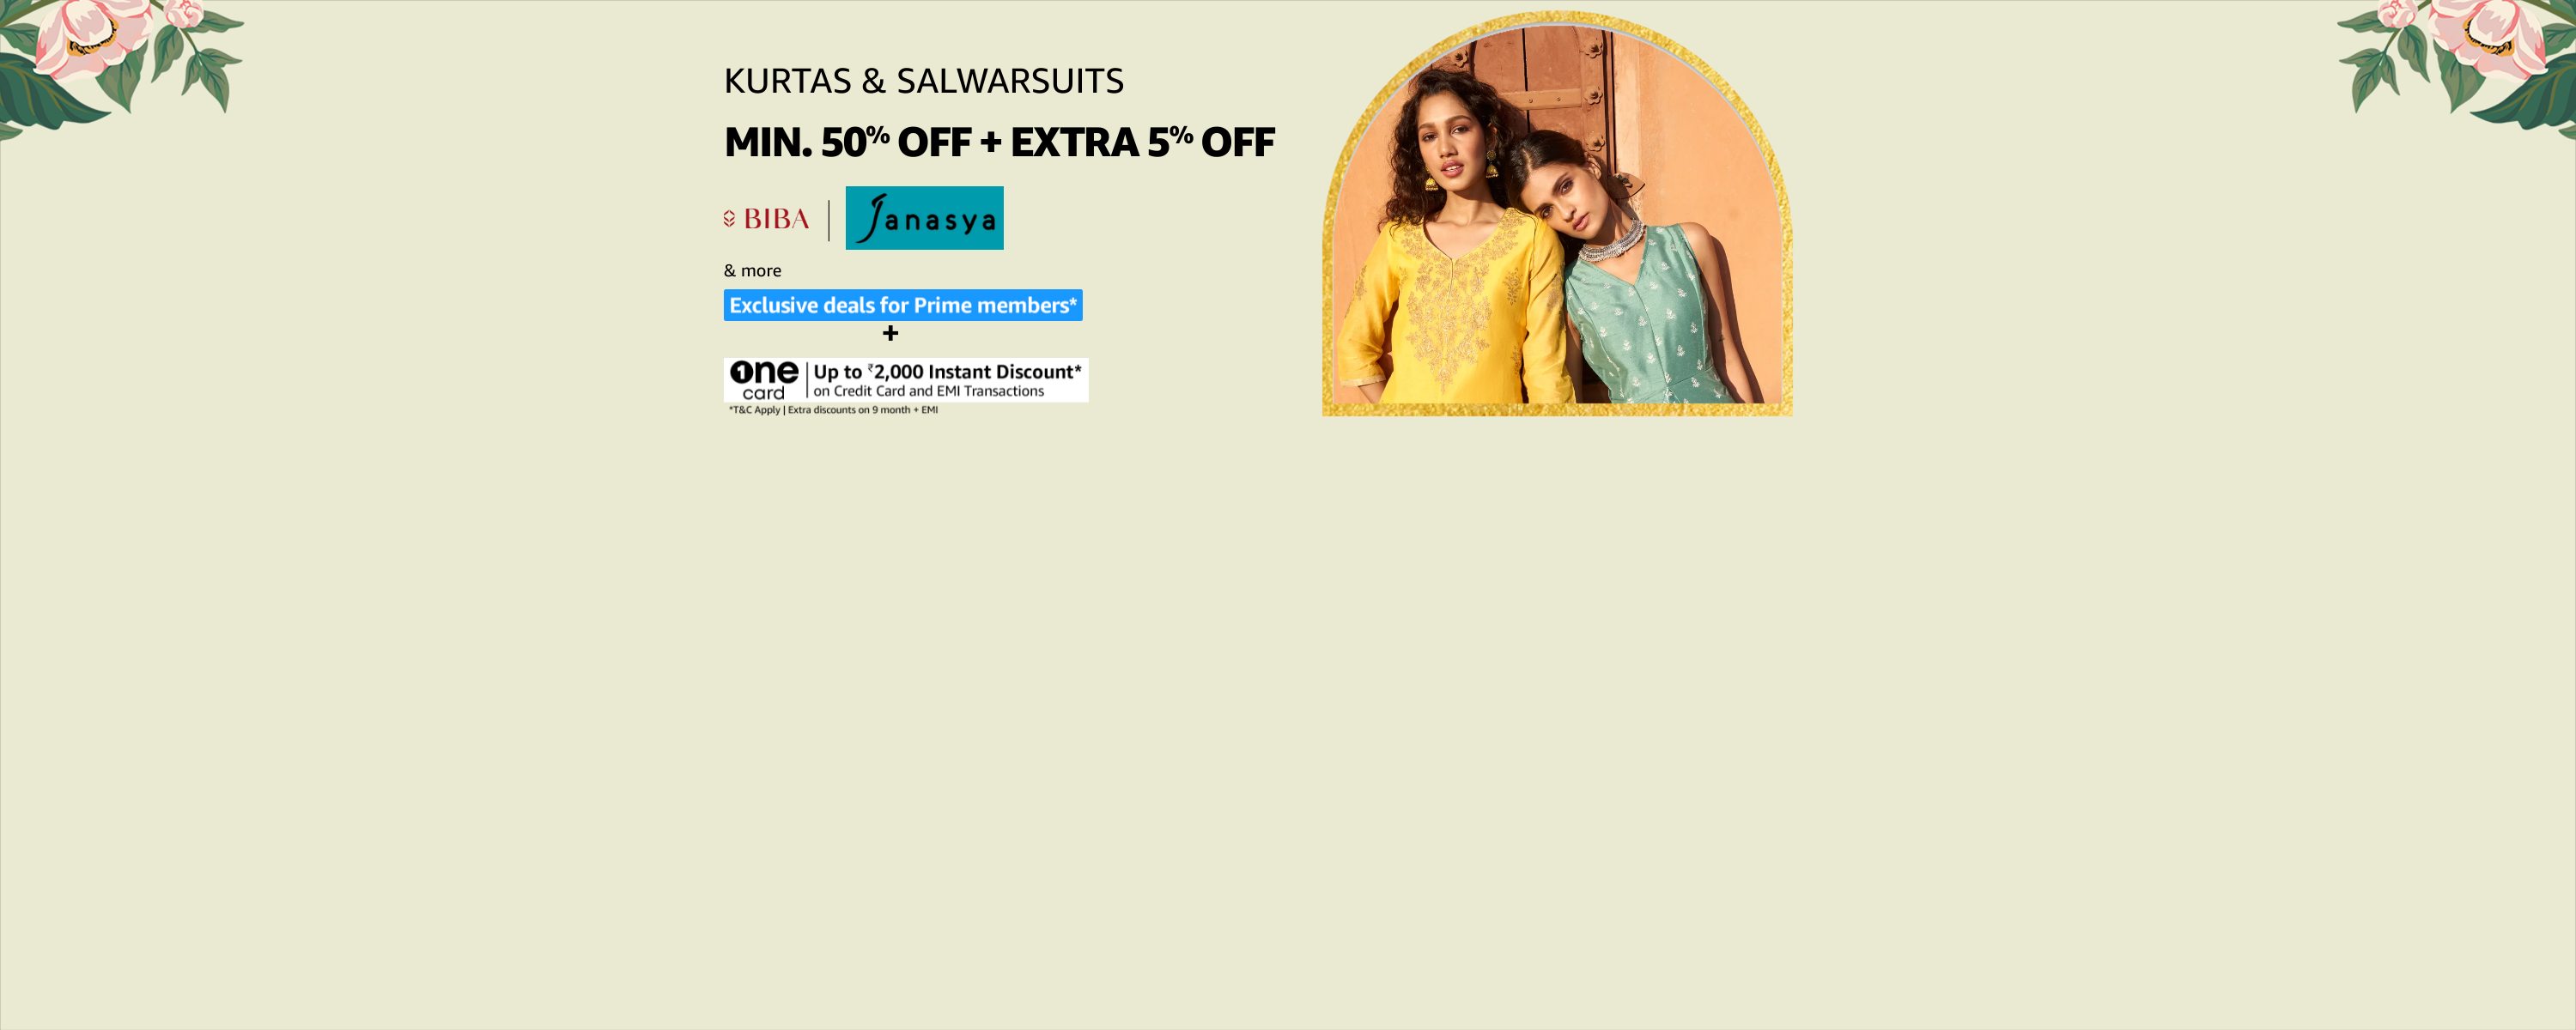 KURTAS & SALWARSUITS
MIN. 50% OFF + EXTRA 5% OFF
BIBA | Janasya
& more
Exclusive deals for Prime members*
+
one card | Up to ₹2,000 Instant Discount*
on Credit Card and EMI Transactions
*T&C Apply | Extra discounts on 9 month + EMI